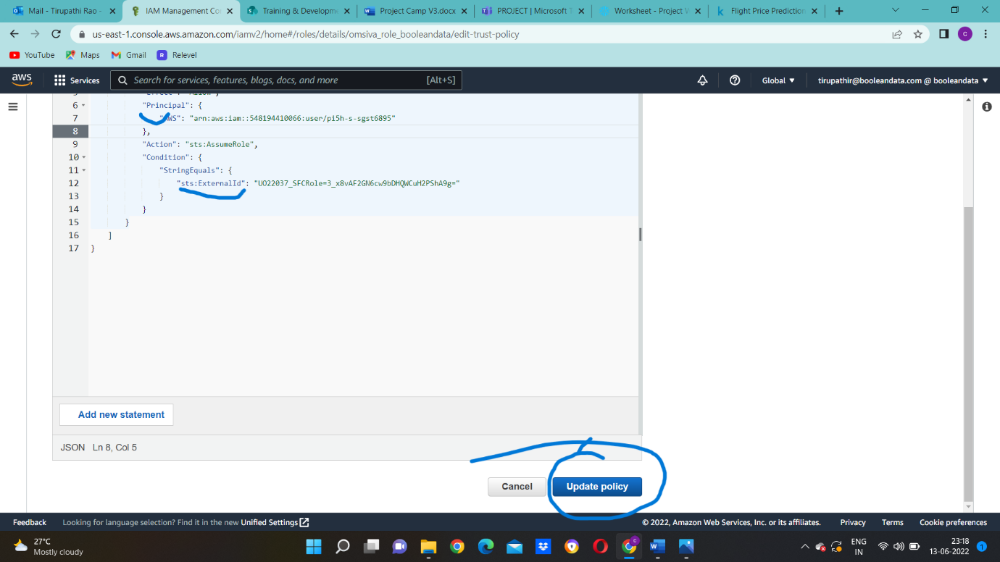 Mail - Tirupathi Rao -
IAM Management Co
Training & Developme
Project Camp V3.docx
PROJECT | Microsoft T
Worksheet - Project W
Flight Price Prediction
us-east-1.console.aws.amazon.com/iamv2/home#/roles/details/omsiva_role_booleandata/edit-trust-policy
C
YouTube
Maps
Gmail
R Relevel
aws
Services
Search for services, features, blogs, docs, and more [Alt+S]
Global
tirupathir@booleandata.com @ booleandata
6 "Principal": {
7 "AWS": "arn:aws:iam::548194410066:user/pi5h-s-sgst6895"
8 },
9 "Action": "sts:AssumeRole",
10 "Condition": {
11 "StringEquals": {
12 "sts:ExternalId": "UO22037_SFCRole=3_x8vAF2GN6cw9bDHQWCuH2PShA9g="
13 }
14 }
15 }
16 ]
17 }
Add new statement
JSON Ln 8, Col 5
Cancel
Update policy
Feedback
Looking for language selection? Find it in the new Unified Settings
© 2022, Amazon Web Services, Inc. or its affiliates.
Privacy
Terms
Cookie preferences
27°C
Mostly cloudy
ENG
IN
23:18
13-06-2022
1